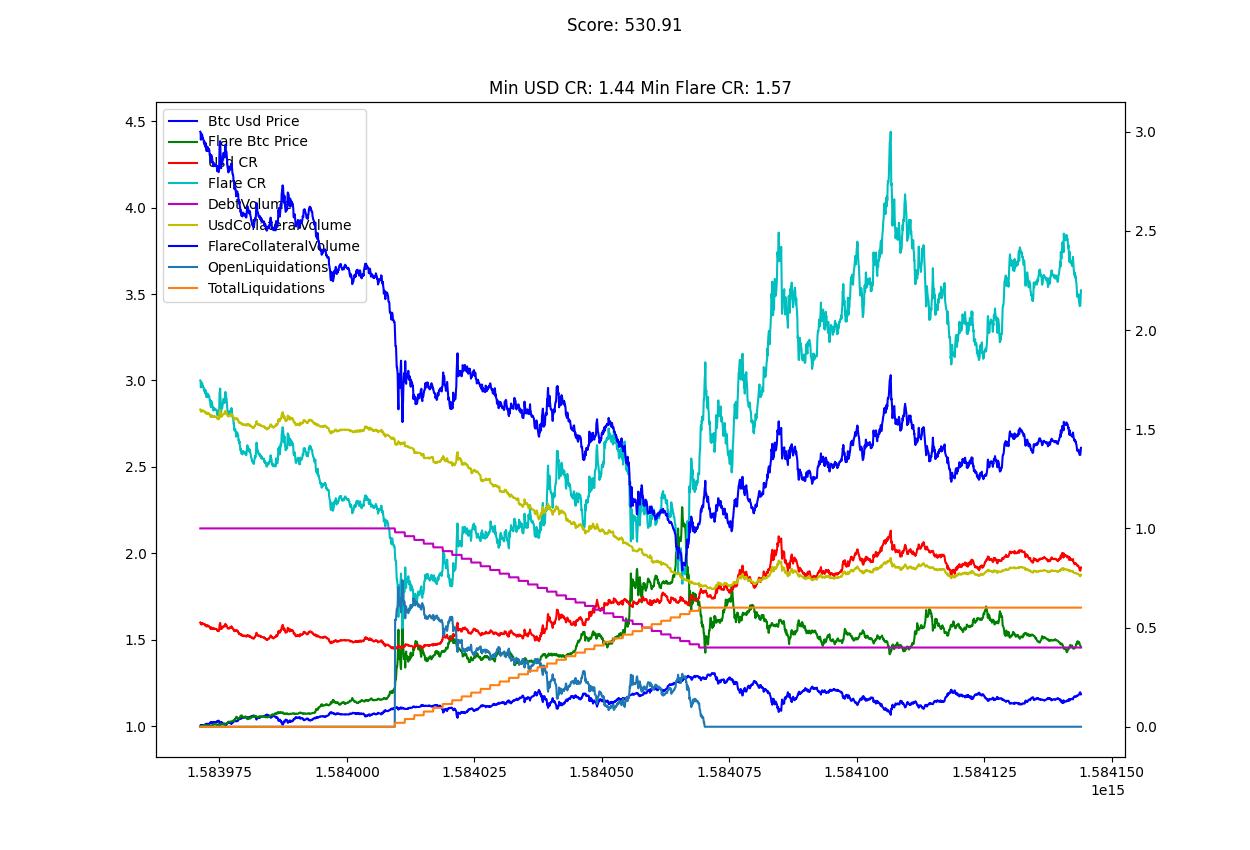 Score: 530.91
Min USD CR: 1.44 Min Flare CR: 1.57
Btc Usd Price
Flare Btc Price
Usd CR
Flare CR
DebtVolume
UsdCollateralVolume
FlareCollateralVolume
OpenLiquidations
TotalLiquidations
4.5
4.0
3.5
3.0
2.5
2.0
1.5
1.0
3.0
2.5
2.0
1.5
1.0
0.5
0.0
1.583975 1.584000 1.584025 1.584050 1.584075 1.584100 1.584125 1.584150
1e15